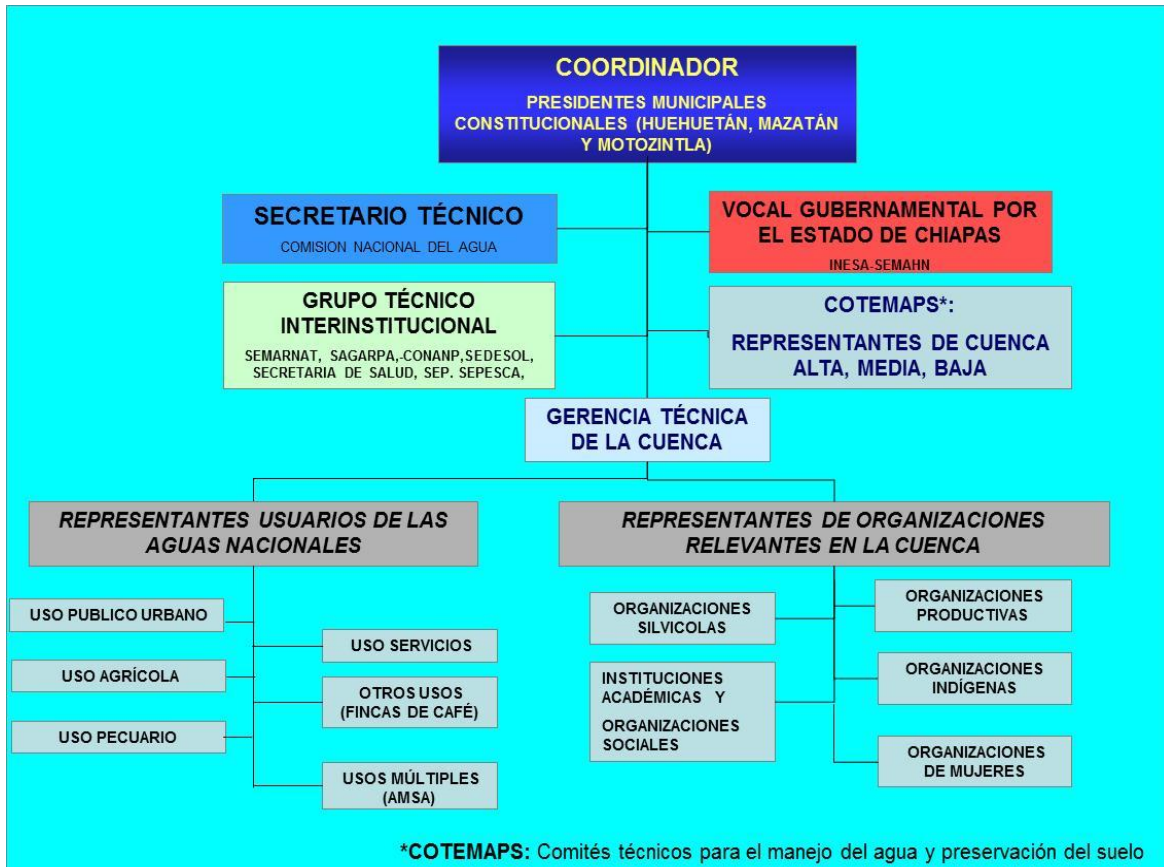 COORDINADOR
PRESIDENTES MUNICIPALES
CONSTITUCIONALES (HUEHUETÁN, MAZATÁN
Y MOTOZINTLA)
SECRETARIO TÉCNICO
COMISION NACIONAL DEL AGUA
VOCAL GUBERNAMENTAL POR
EL ESTADO DE CHIAPAS
INESA-SEMAHN
GRUPO TÉCNICO
INTERINSTITUCIONAL
SEMARNAT, SAGARPA,-CONANP,SEDESOL,
SECRETARIA DE SALUD, SEP. SEPESCA,
COTEMAPS*:
REPRESENTANTES DE CUENCA
ALTA, MEDIA, BAJA
GERENCIA TÉCNICA
DE LA CUENCA
REPRESENTANTES USUARIOS DE LAS
AGUAS NACIONALES
REPRESENTANTES DE ORGANIZACIONES
RELEVANTES EN LA CUENCA
USO PUBLICO URBANO
USO SERVICIOS
USO AGRÍCOLA
OTROS USOS
(FINCAS DE CAFÉ)
USO PECUARIO
USOS MÚLTIPLES
(AMSA)
ORGANIZACIONES
SILVICOLAS
ORGANIZACIONES
PRODUCTIVAS
INSTITUCIONES
ACADÉMICAS Y
ORGANIZACIONES
SOCIALES
ORGANIZACIONES
INDÍGENAS
ORGANIZACIONES
DE MUJERES
*COTEMAPS: Comités técnicos para el manejo del agua y preservación del suelo